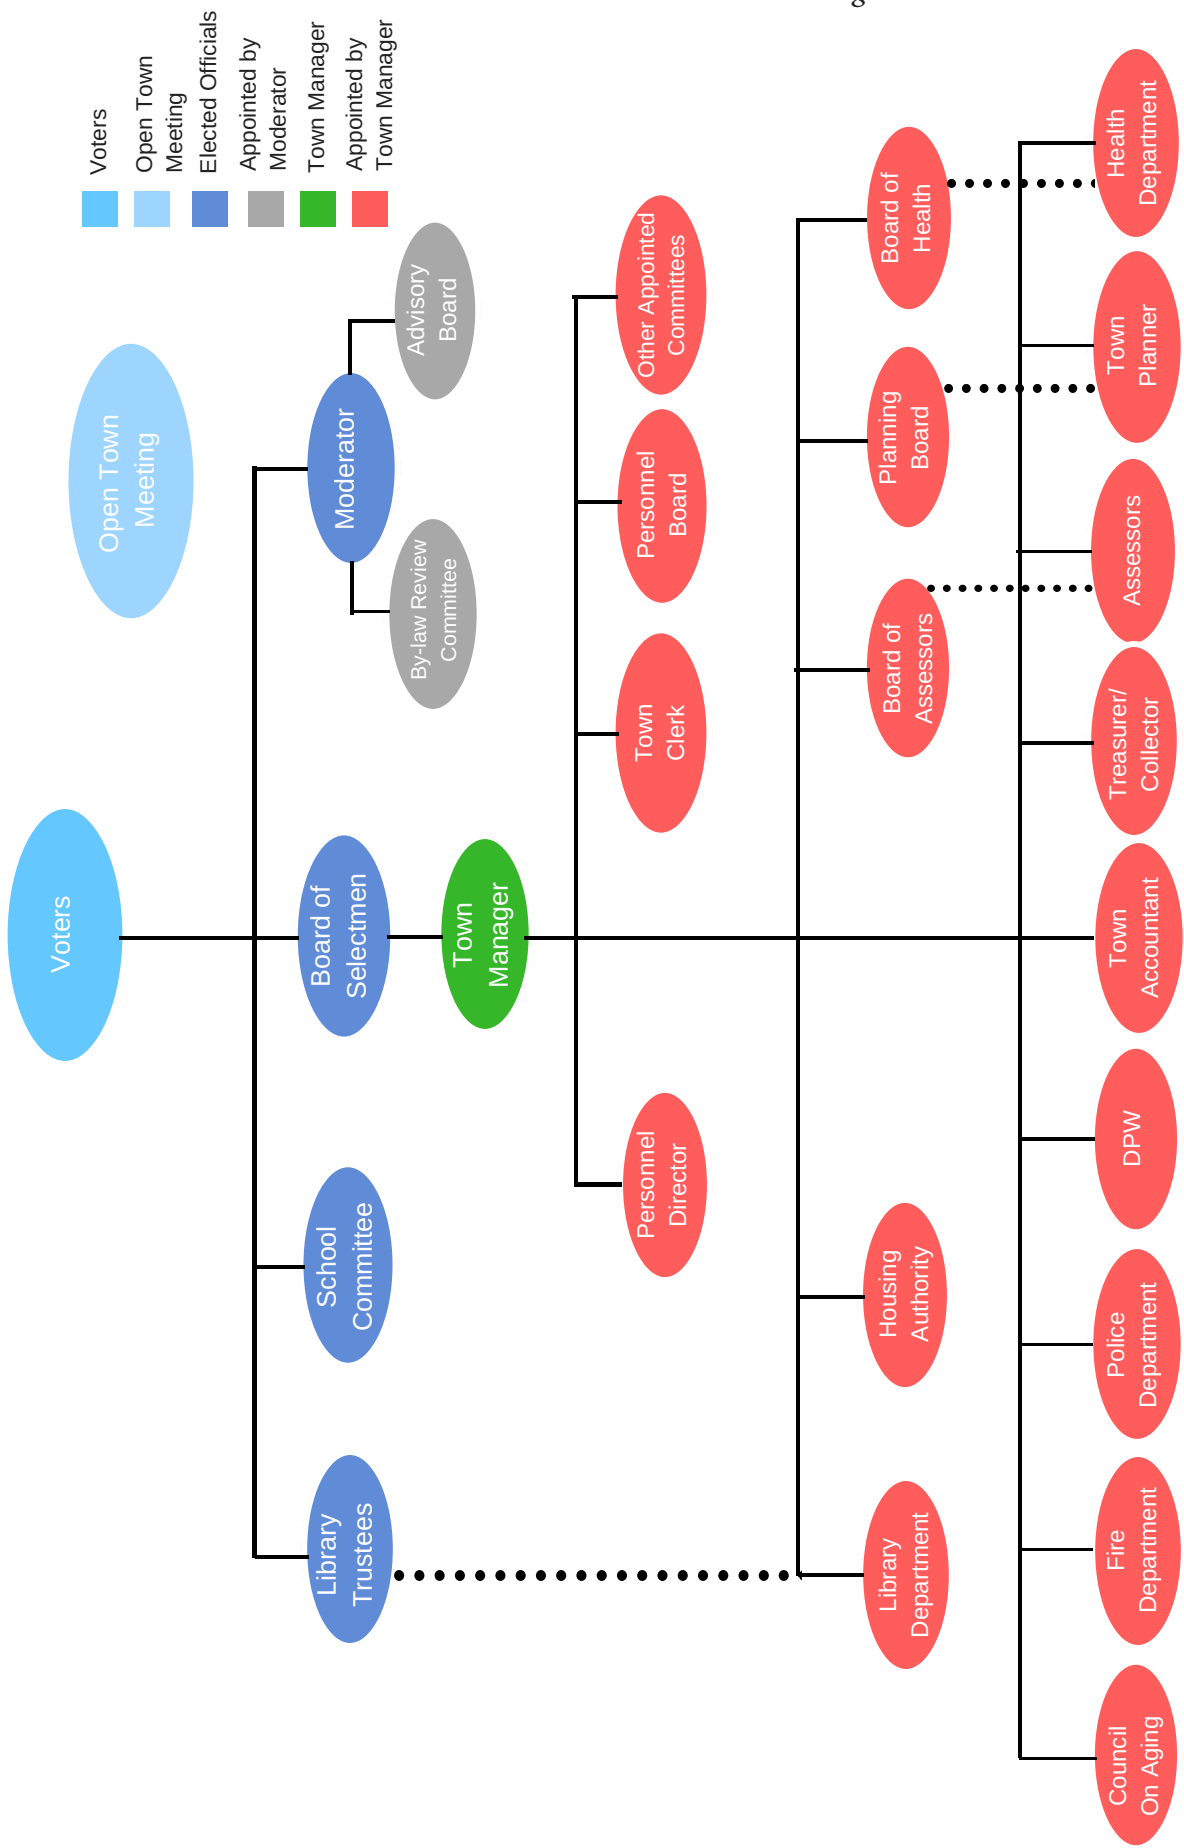 Voters
Open Town
Meeting
Elected Officials
Appointed by
Moderator
Town Manager
Appointed by
Town Manager
Voters
Open Town
Meeting
Library
Trustees
School
Committee
Board of
Selectmen
Moderator
By-law Review
Committee
Advisory
Board
Town
Manager
Personnel
Director
Town
Clerk
Personnel
Board
Other Appointed
Committees
Library
Department
Housing
Authority
Board of
Assessors
Planning
Board
Board of
Health
Council
On Aging
Fire
Department
Police
Department
DPW
Town
Accountant
Treasurer/
Collector
Assessors
Town
Planner
Health
Department